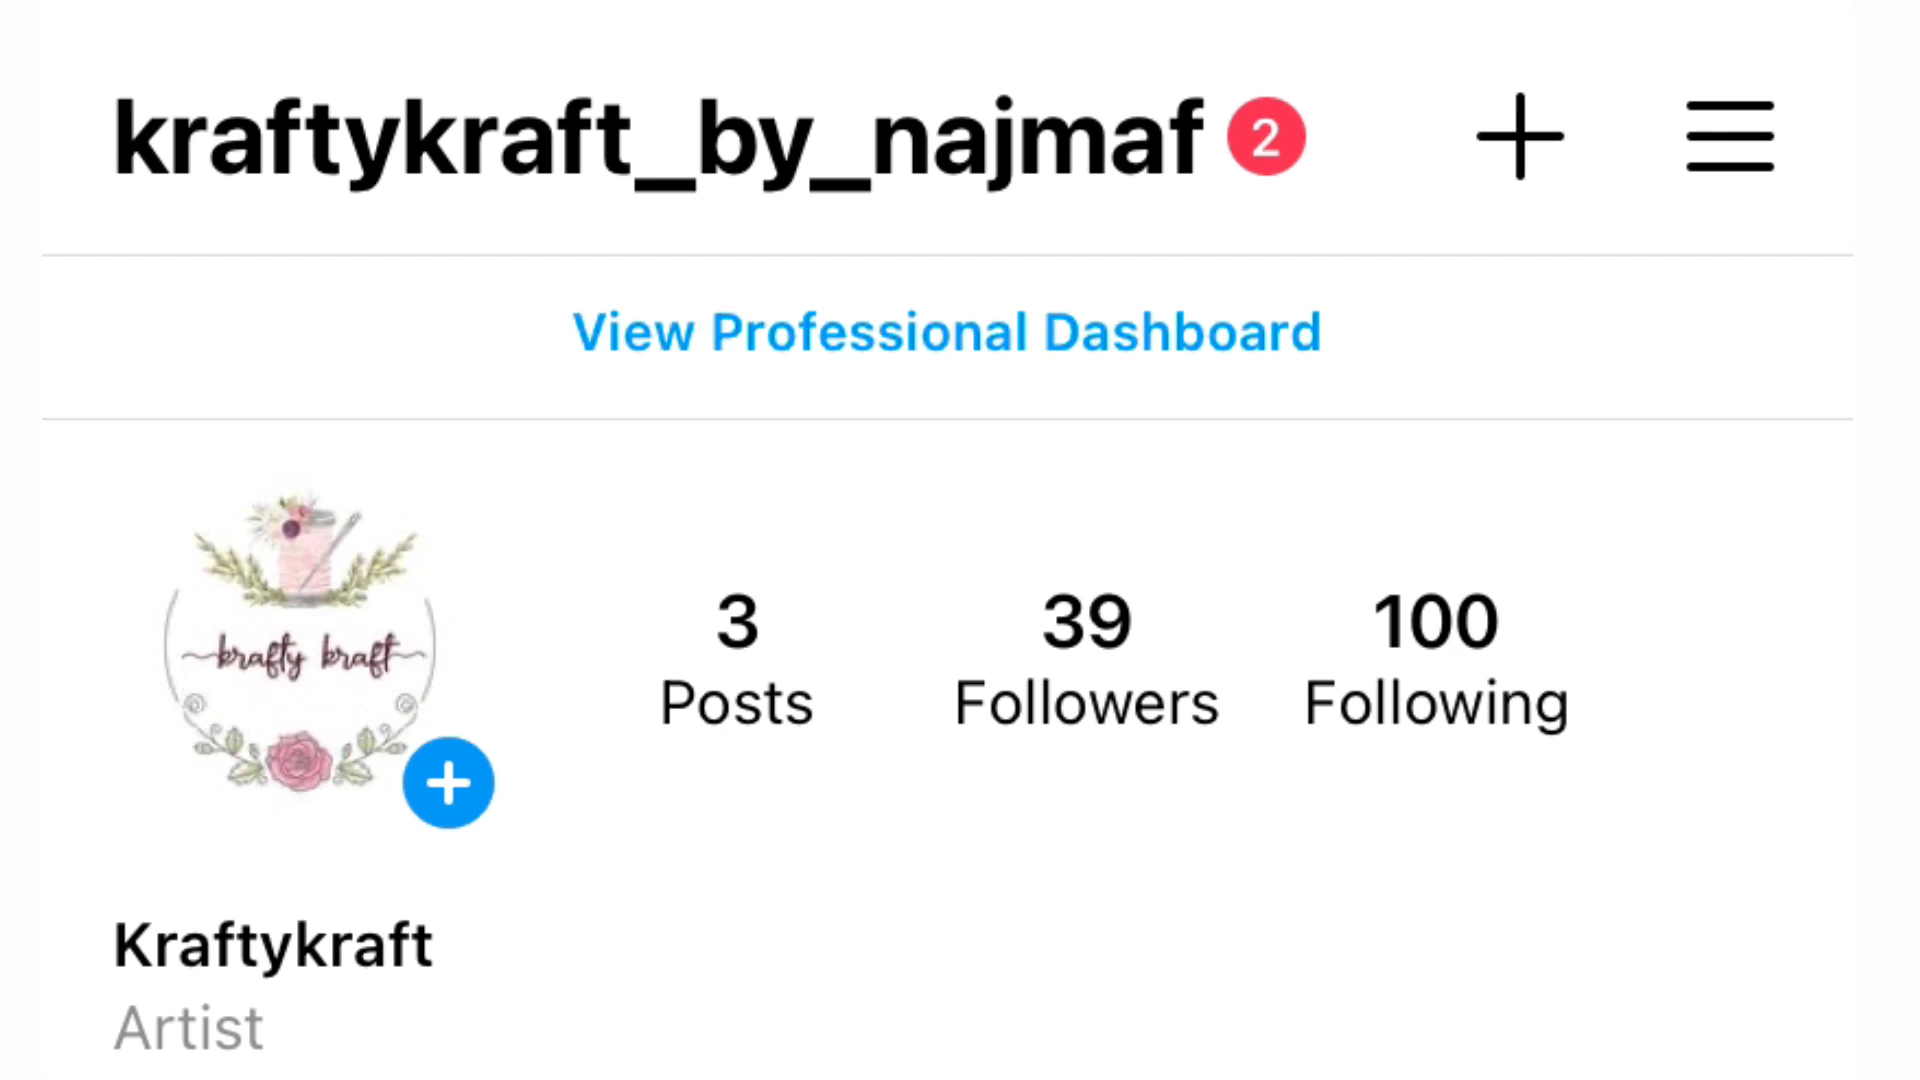 kraftykraft_by_najmaf 2
View Professional Dashboard
krafty kraft
3 39 100
Posts Followers Following
Kraftykraft
Artist